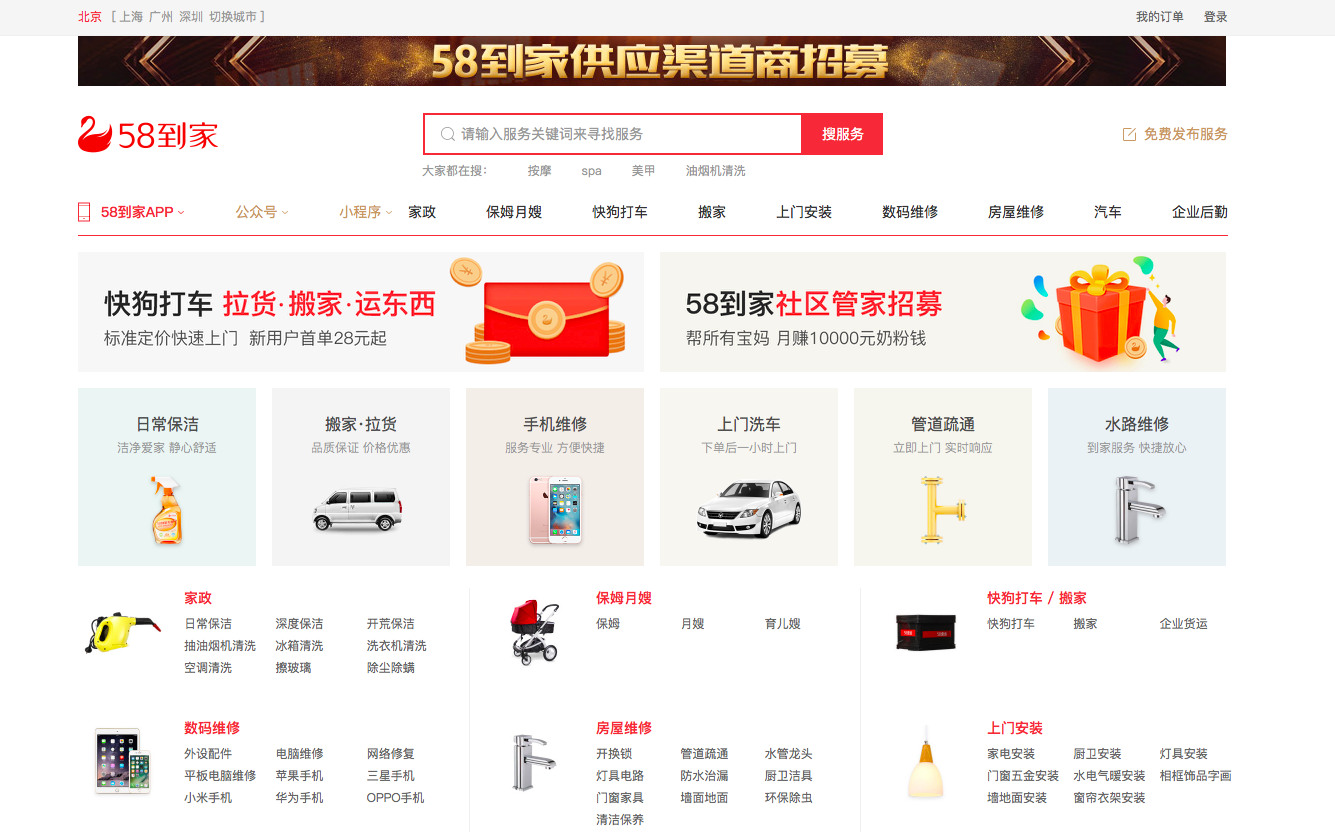 北京 [ 上海 广州 深圳 切换城市 ] 我的订单 登录
58到家供应渠道商招募
58到家
请输入服务关键词来寻找服务 搜服务
免费发布服务
大家都在搜: 按摩 spa 美甲 油烟机清洗
58到家APP 公众号 小程序 家政 保姆月嫂 快狗打车 搬家 上门安装 数码维修 房屋维修 汽车 企业后勤
快狗打车 拉货·搬家·运东西
标准定价快速上门 新用户首单28元起
58到家社区管家招募
帮所有宝妈 月赚10000元奶粉钱
日常保洁
洁净爱家 静心舒适
搬家·拉货
品质保证 价格优惠
手机维修
服务专业 方便快捷
上门洗车
下单后一小时上门
管道疏通
立即上门 实时响应
水路维修
到家服务 快捷放心
家政
日常保洁 深度保洁 开荒保洁
抽油烟机清洗 冰箱清洗 洗衣机清洗
空调清洗 擦玻璃 除尘除螨
保姆月嫂
保姆 月嫂 育儿嫂
快狗打车 / 搬家
快狗打车 搬家 企业货运
数码维修
外设配件 电脑维修 网络修复
平板电脑维修 苹果手机 三星手机
小米手机 华为手机 OPPO手机
房屋维修
开换锁 管道疏通 水管龙头
灯具电路 防水治漏 厨卫洁具
门窗家具 墙面地面 环保除虫
清洁保养
上门安装
家电安装 厨卫安装 灯具安装
门窗五金安装 水电气暖安装 相框饰品字画
墙地面安装 窗帘衣架安装